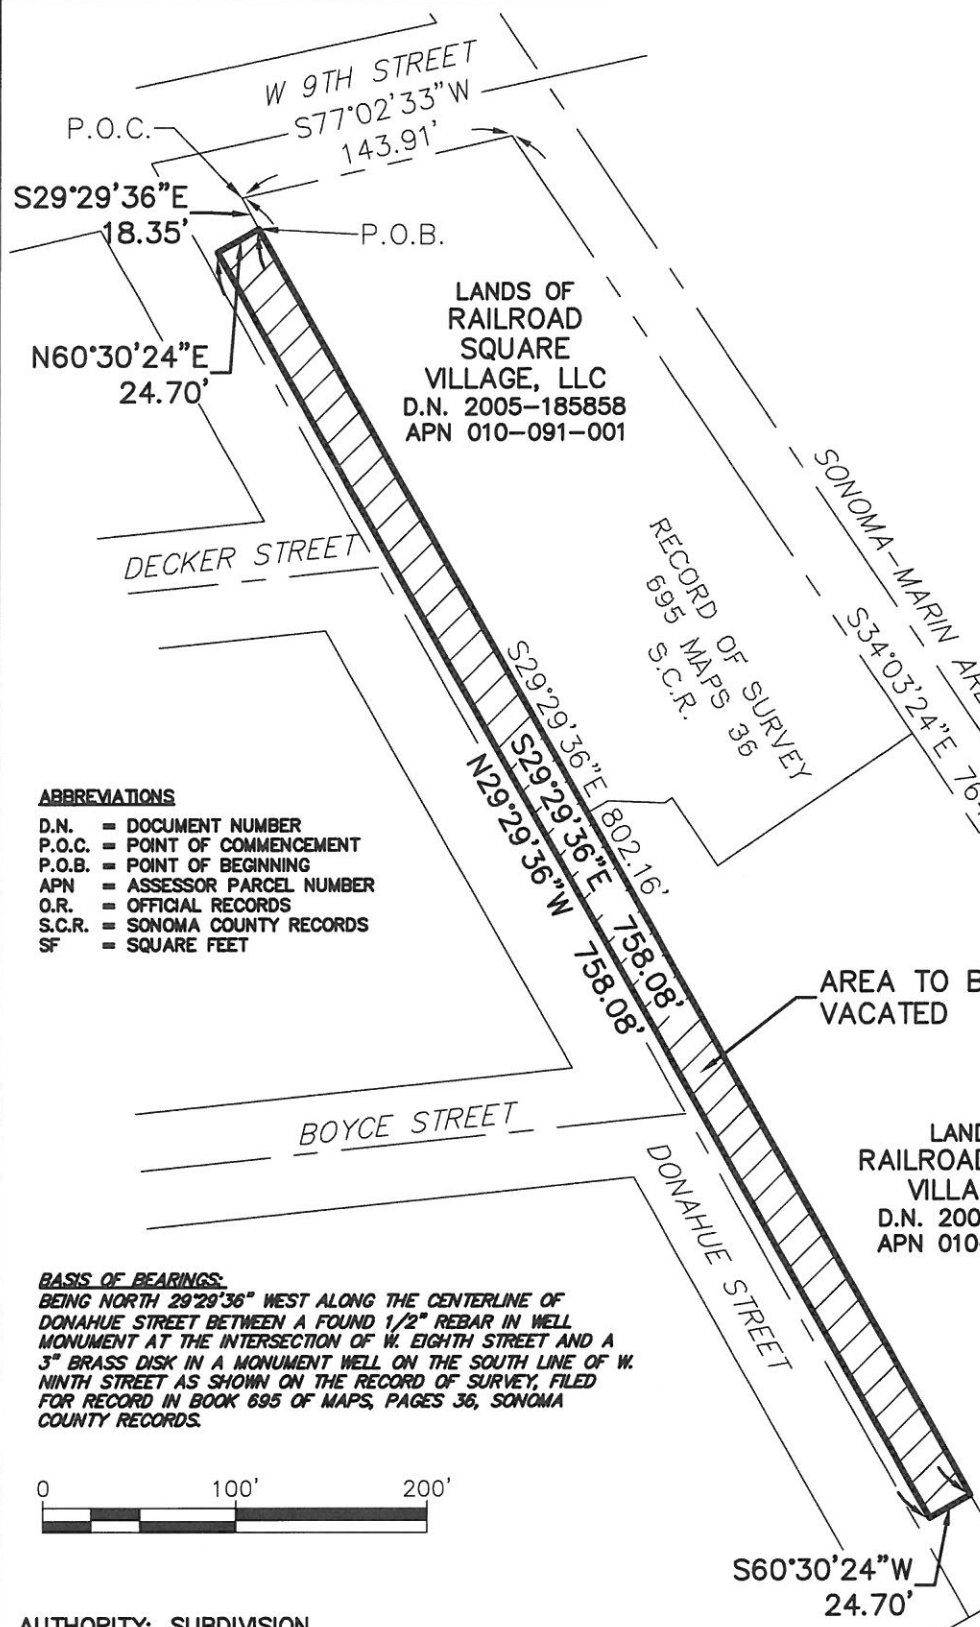 W 9TH STREET
S77°02'33"W
143.91'
P.O.C.
S29°29'36"E
18.35'
P.O.B.
N60°30'24"E
24.70'
LANDS OF
RAILROAD
SQUARE
VILLAGE, LLC
D.N. 2005-185858
APN 010-091-001
SONOMA-MARIN ARE
DECKER STREET
RECORD OF SURVEY
695 MAPS 36
S.C.R.
S34°03'24"E 76
S29°29'36"E 802.16'
S29°29'36"E 758.08'
N29°29'36"W 758.08'
ABBREVIATIONS
D.N. = DOCUMENT NUMBER
P.O.C. = POINT OF COMMENCEMENT
P.O.B. = POINT OF BEGINNING
APN = ASSESSOR PARCEL NUMBER
O.R. = OFFICIAL RECORDS
S.C.R. = SONOMA COUNTY RECORDS
SF = SQUARE FEET
AREA TO B
VACATED
BOYCE STREET
DONAHUE STREET
LAND
RAILROAD
VILLA
D.N. 200
APN 010-
BASIS OF BEARINGS:
BEING NORTH 29°29'36" WEST ALONG THE CENTERLINE OF
DONAHUE STREET BETWEEN A FOUND 1/2" REBAR IN WELL
MONUMENT AT THE INTERSECTION OF W. EIGHTH STREET AND A
3" BRASS DISK IN A MONUMENT WELL ON THE SOUTH LINE OF W.
NINTH STREET AS SHOWN ON THE RECORD OF SURVEY, FILED
FOR RECORD IN BOOK 695 OF MAPS, PAGES 36, SONOMA
COUNTY RECORDS.
0 100' 200'
S60°30'24"W
24.70'
AUTHORITY: SUBDIVISION